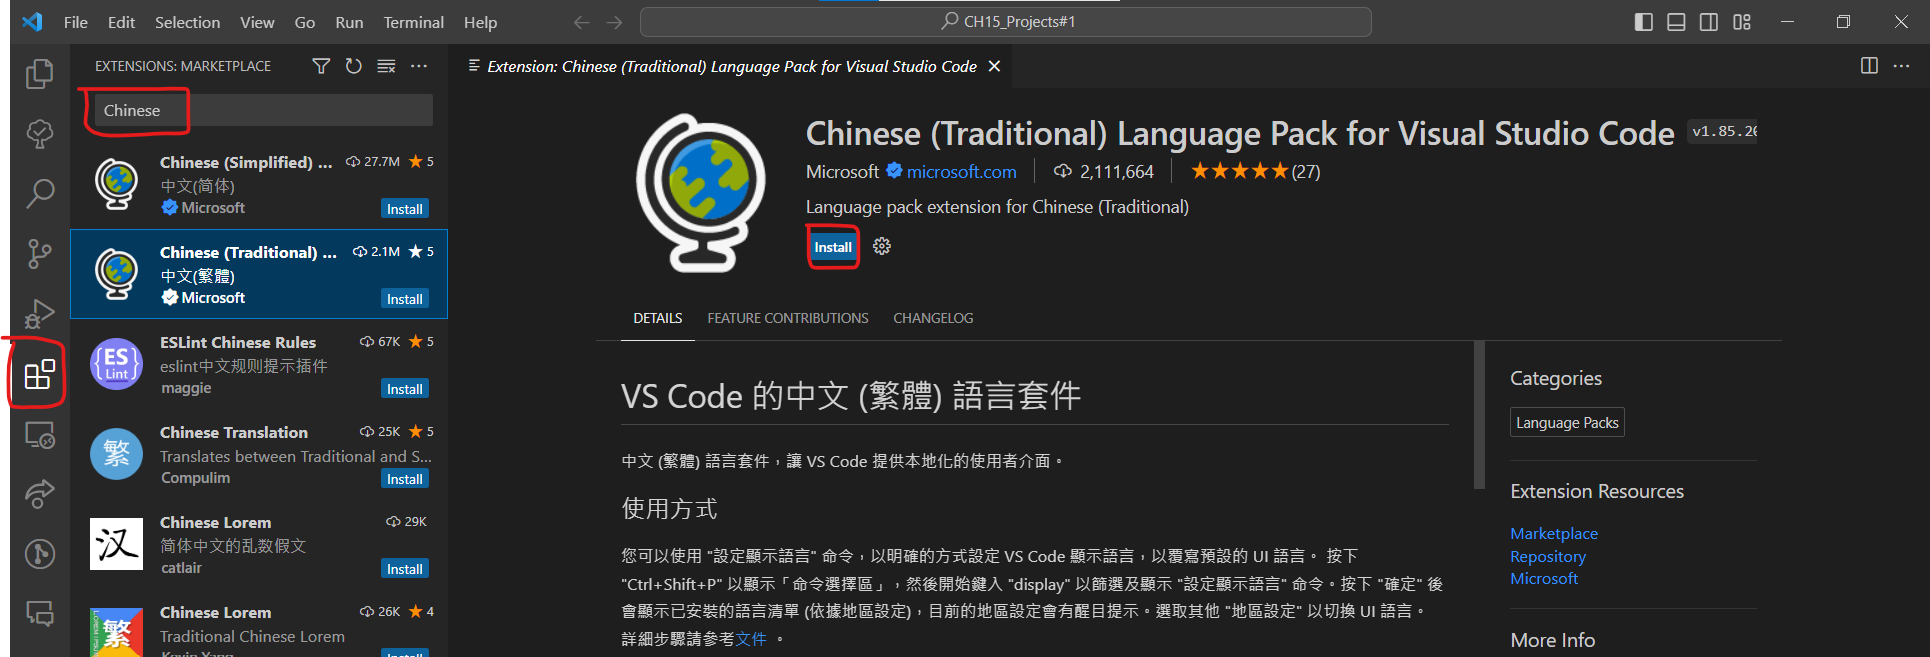 File Edit Selection View Go Run Terminal Help
CH15_Projects#1
EXTENSIONS: MARKETPLACE
Chinese
Chinese (Simplified) ... 27.7M 5
中文(简体)
Microsoft Install
Chinese (Traditional) ... 2.1M 5
中文(繁體)
Microsoft Install
ESLint Chinese Rules 67K 5
ES
Lint
eslint中文规则提示插件
maggie Install
Chinese Translation 25K 5
繁
Translates between Traditional and S...
Compulim Install
Chinese Lorem 29K
汉
简体中文的乱数假文
catlair Install
Chinese Lorem 26K 4
繁
Traditional Chinese Lorem
Extension: Chinese (Traditional) Language Pack for Visual Studio Code
Chinese (Traditional) Language Pack for Visual Studio Code
Microsoft microsoft.com 2,111,664 (27)
Language pack extension for Chinese (Traditional)
Install
DETAILS FEATURE CONTRIBUTIONS CHANGELOG
VS Code 的中文 (繁體) 語言套件
中文 (繁體) 語言套件，讓 VS Code 提供本地化的使用者介面。
使用方式
您可以使用 "設定顯示語言" 命令，以明確的方式設定 VS Code 顯示語言，以覆寫預設的 UI 語言。 按下
"Ctrl+Shift+P" 以顯示「命令選擇區」，然後開始鍵入 "display" 以篩選及顯示 "設定顯示語言" 命令。按下 "確定" 後
會顯示已安裝的語言清單 (依據地區設定)，目前的地區設定會有醒目提示。選取其他 "地區設定" 以切換 UI 語言。
詳細步驟請參考文件 。
Categories
Language Packs
Extension Resources
Marketplace
Repository
Microsoft
More Info